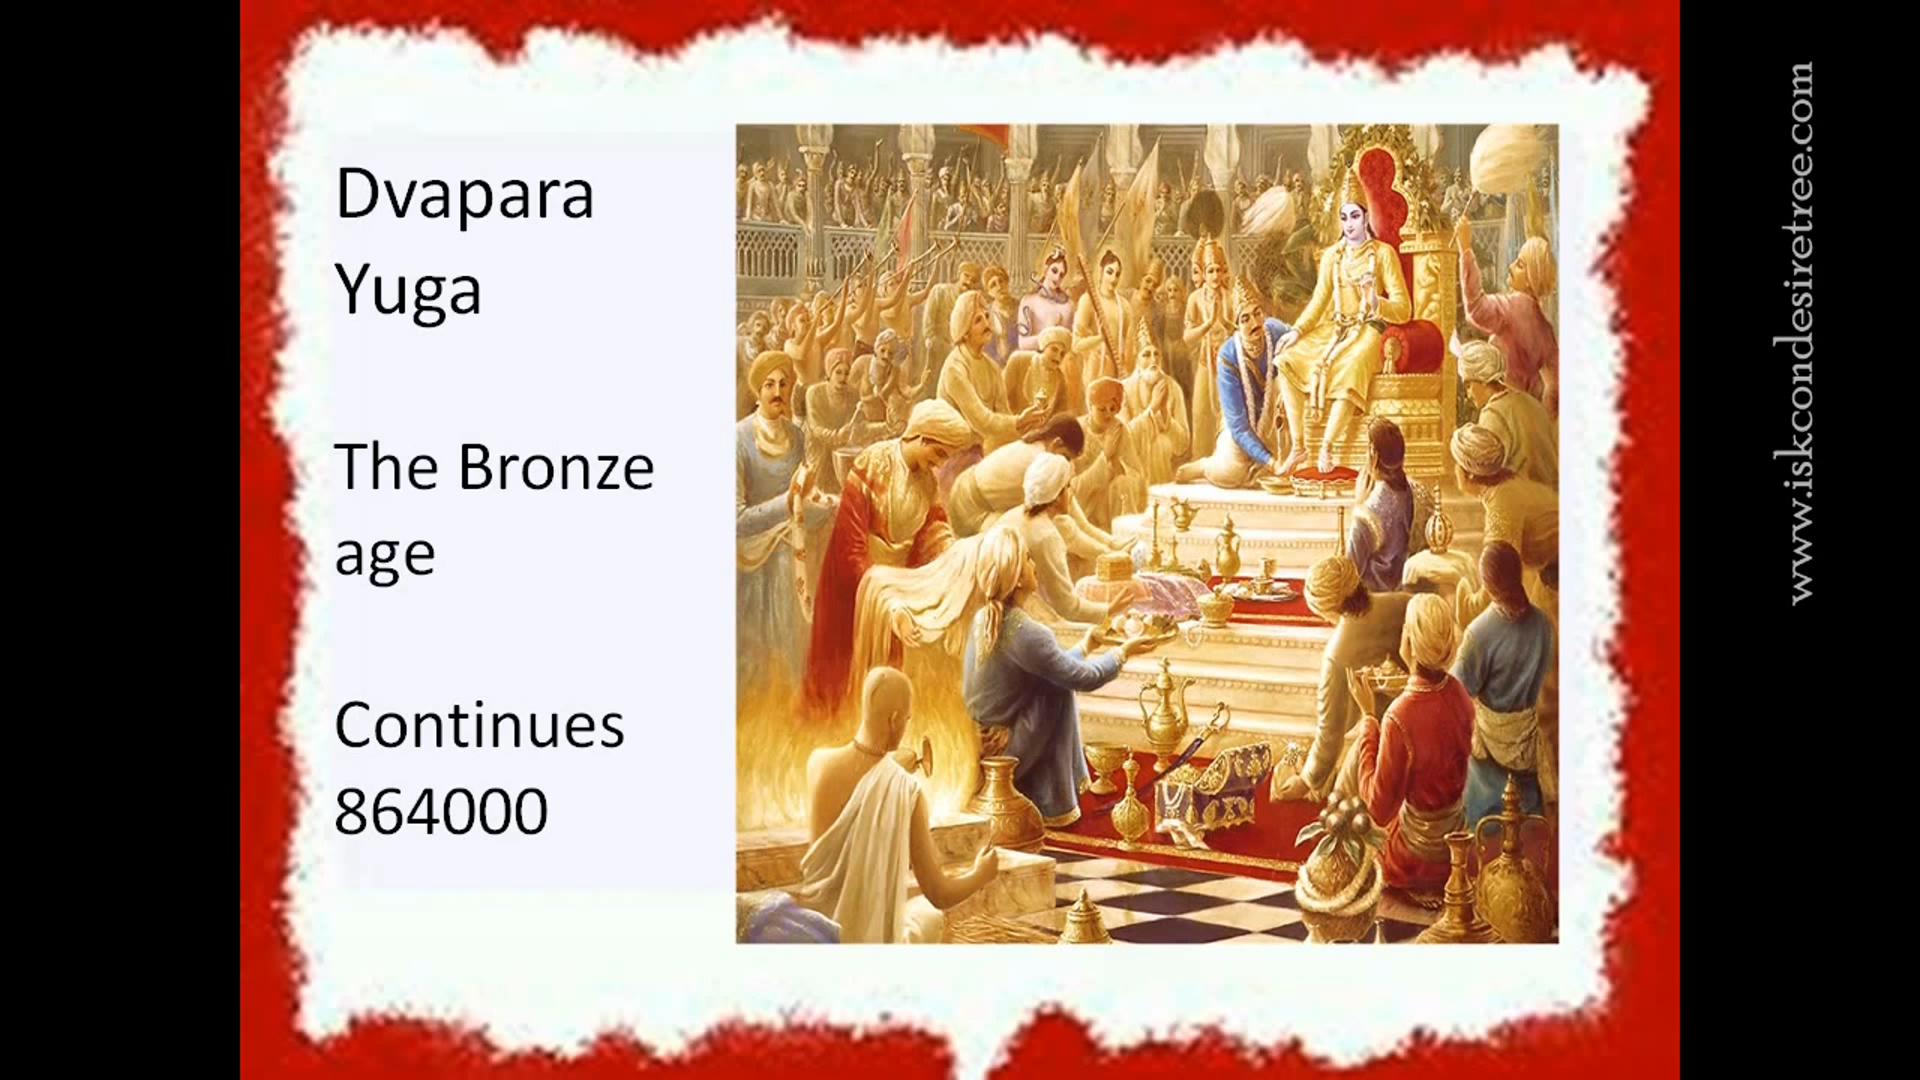 Dvapara
Yuga
The Bronze
age
Continues
864000
www.iskcondesiretree.com